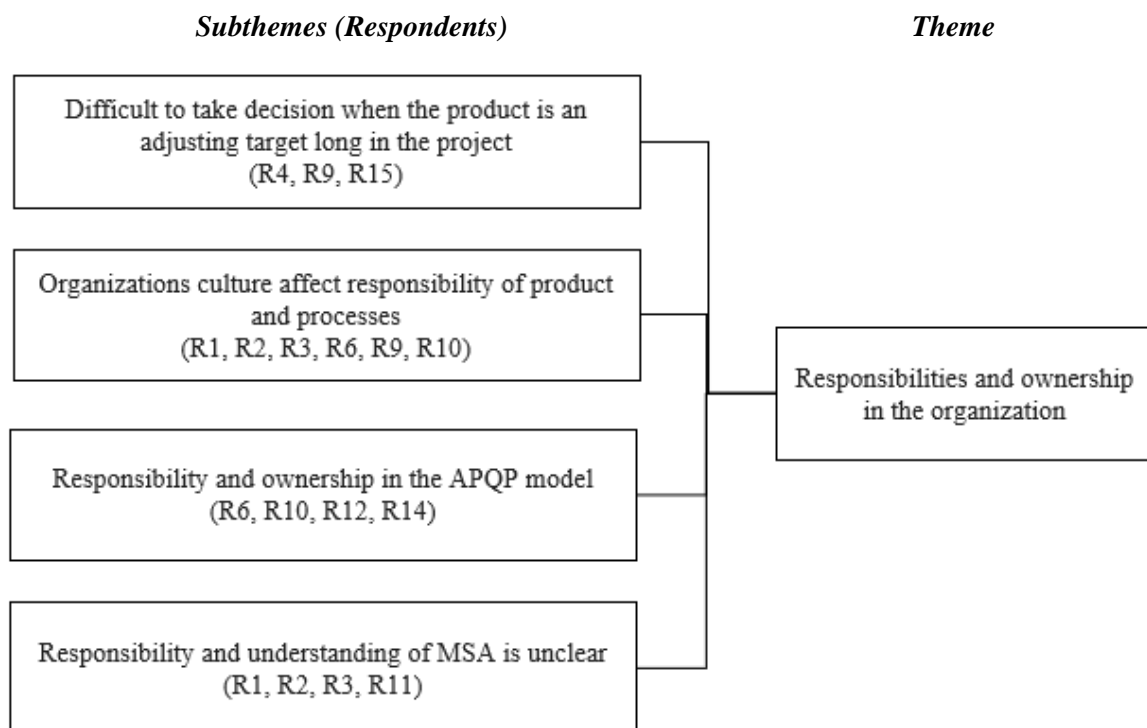 Subthemes (Respondents)
Theme
Difficult to take decision when the product is an
adjusting target long in the project
(R4, R9, R15)
Organizations culture affect responsibility of product
and processes
(R1, R2, R3, R6, R9, R10)
Responsibility and ownership in the APQP model
(R6, R10, R12, R14)
Responsibility and understanding of MSA is unclear
(R1, R2, R3, R11)
Responsibilities and ownership
in the organization